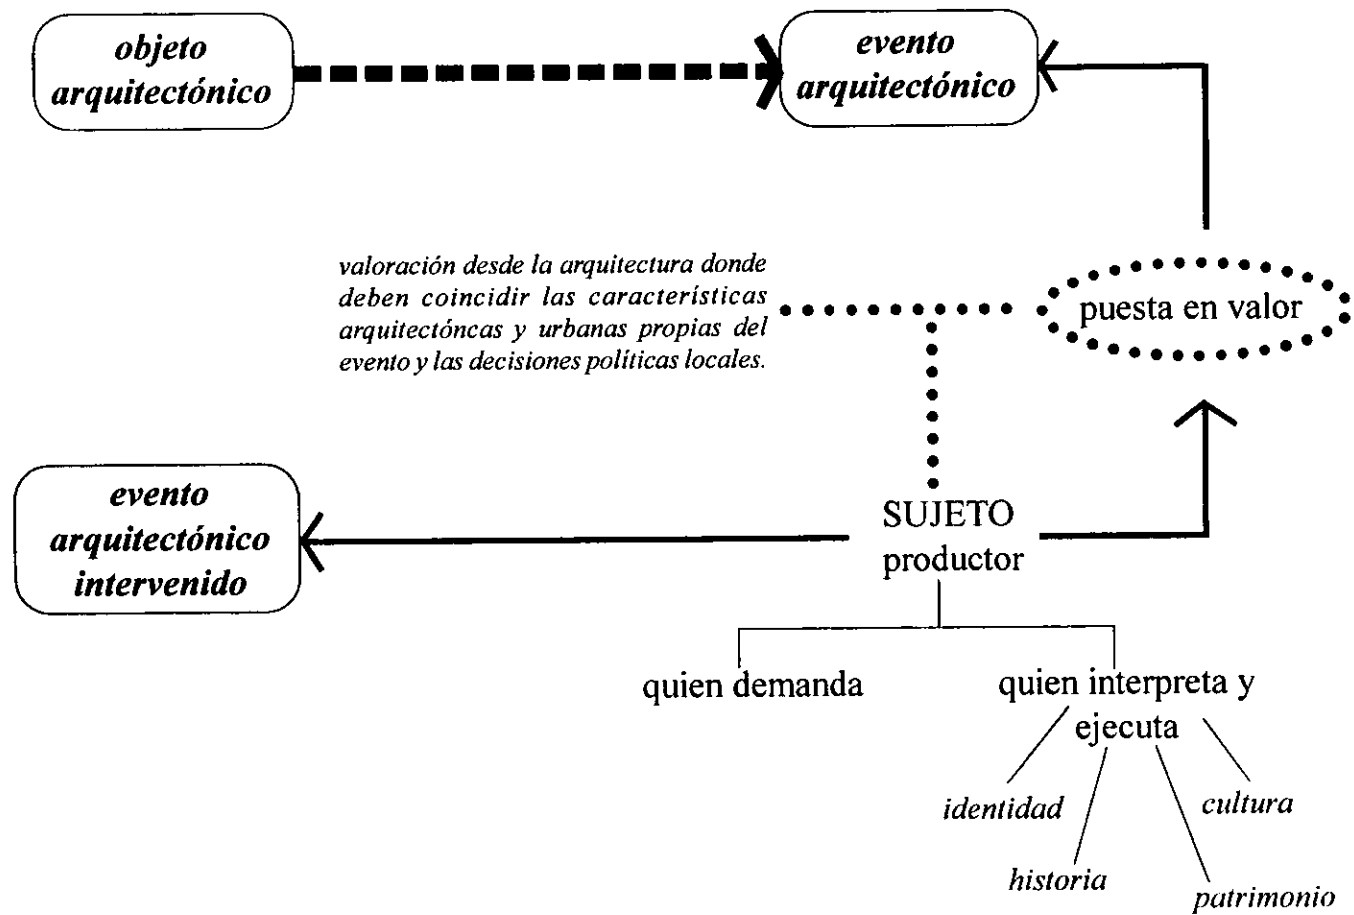 objeto
arquitectónico
evento
arquitectónico
valoración desde la arquitectura donde
deben coincidir las características
arquitectóncas y urbanas propias del
evento y las decisiones políticas locales.
puesta en valor
evento
arquitectónico
intervenido
SUJETO
productor
quien demanda
quien interpreta y
ejecuta
identidad
cultura
historia
patrimonio